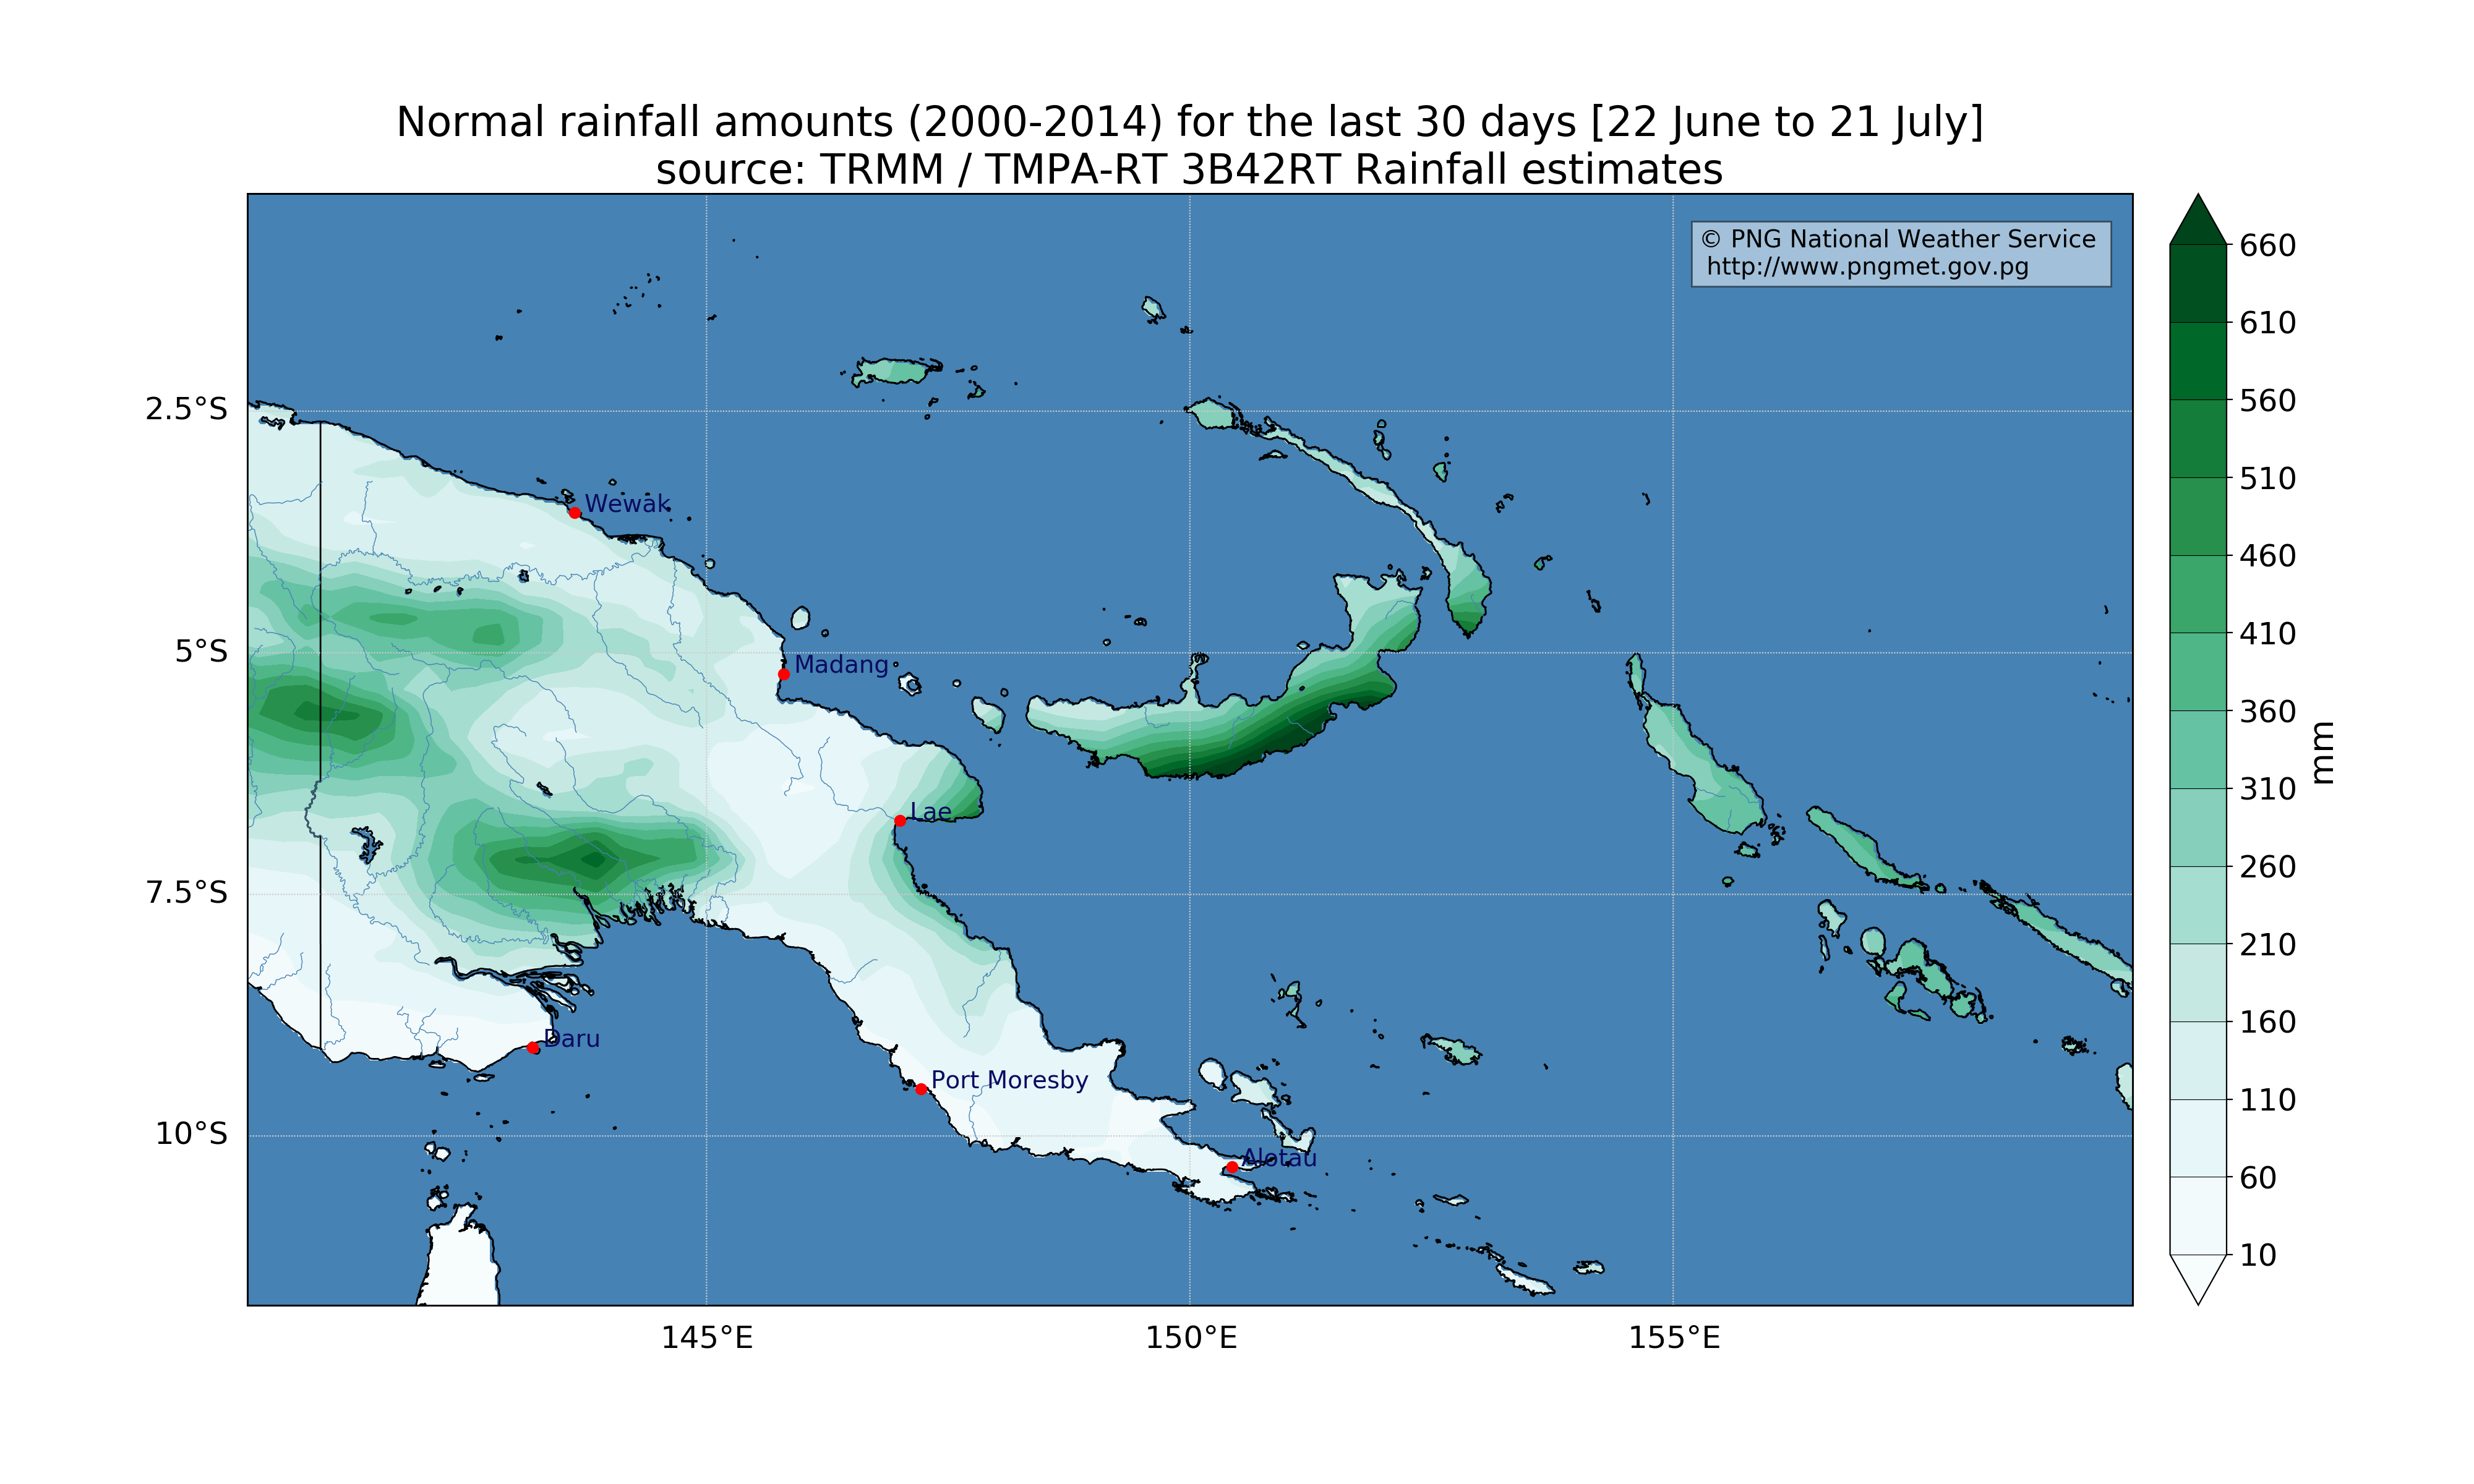 Normal rainfall amounts (2000-2014) for the last 30 days [22 June to 21 July]
source: TRMM / TMPA-RT 3B42RT Rainfall estimates
© PNG National Weather Service
http://www.pngmet.gov.pg
2.5°S
5°S
7.5°S
10°S
Wewak
Madang
Lae
Daru
Port Moresby
Alotau
145°E
150°E
155°E
660
610
560
510
460
410
360
310
260
210
160
110
60
10
mm